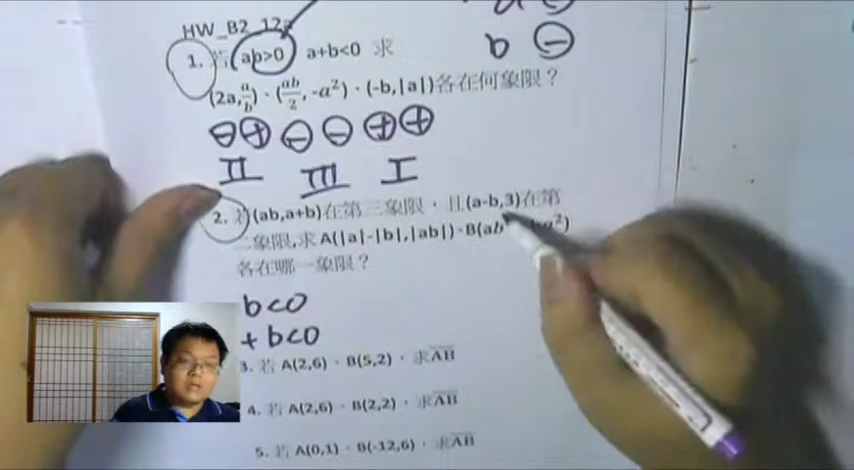 HW_B2_12
1. 若 ab>0 a+b<0 求
b ⊖
(2a, a/b)、(ab/2, -a²)、(-b,|a|)各在何象限？
⊖⊕ ⊖⊖ ⊕⊕
II III I
2. 若(ab,a+b)在第三象限，且(a-b,3)在第
二象限,求A(|a|-|b|,|ab|)、B(ab
各在哪一象限？
b<0
+b<0
3. 若 A(2,6)、B(5,2)，求AB
4. 若 A(2,6)、B(2,2)，求AB
5. 若 A(0,1)、B(-12,6)，求AB